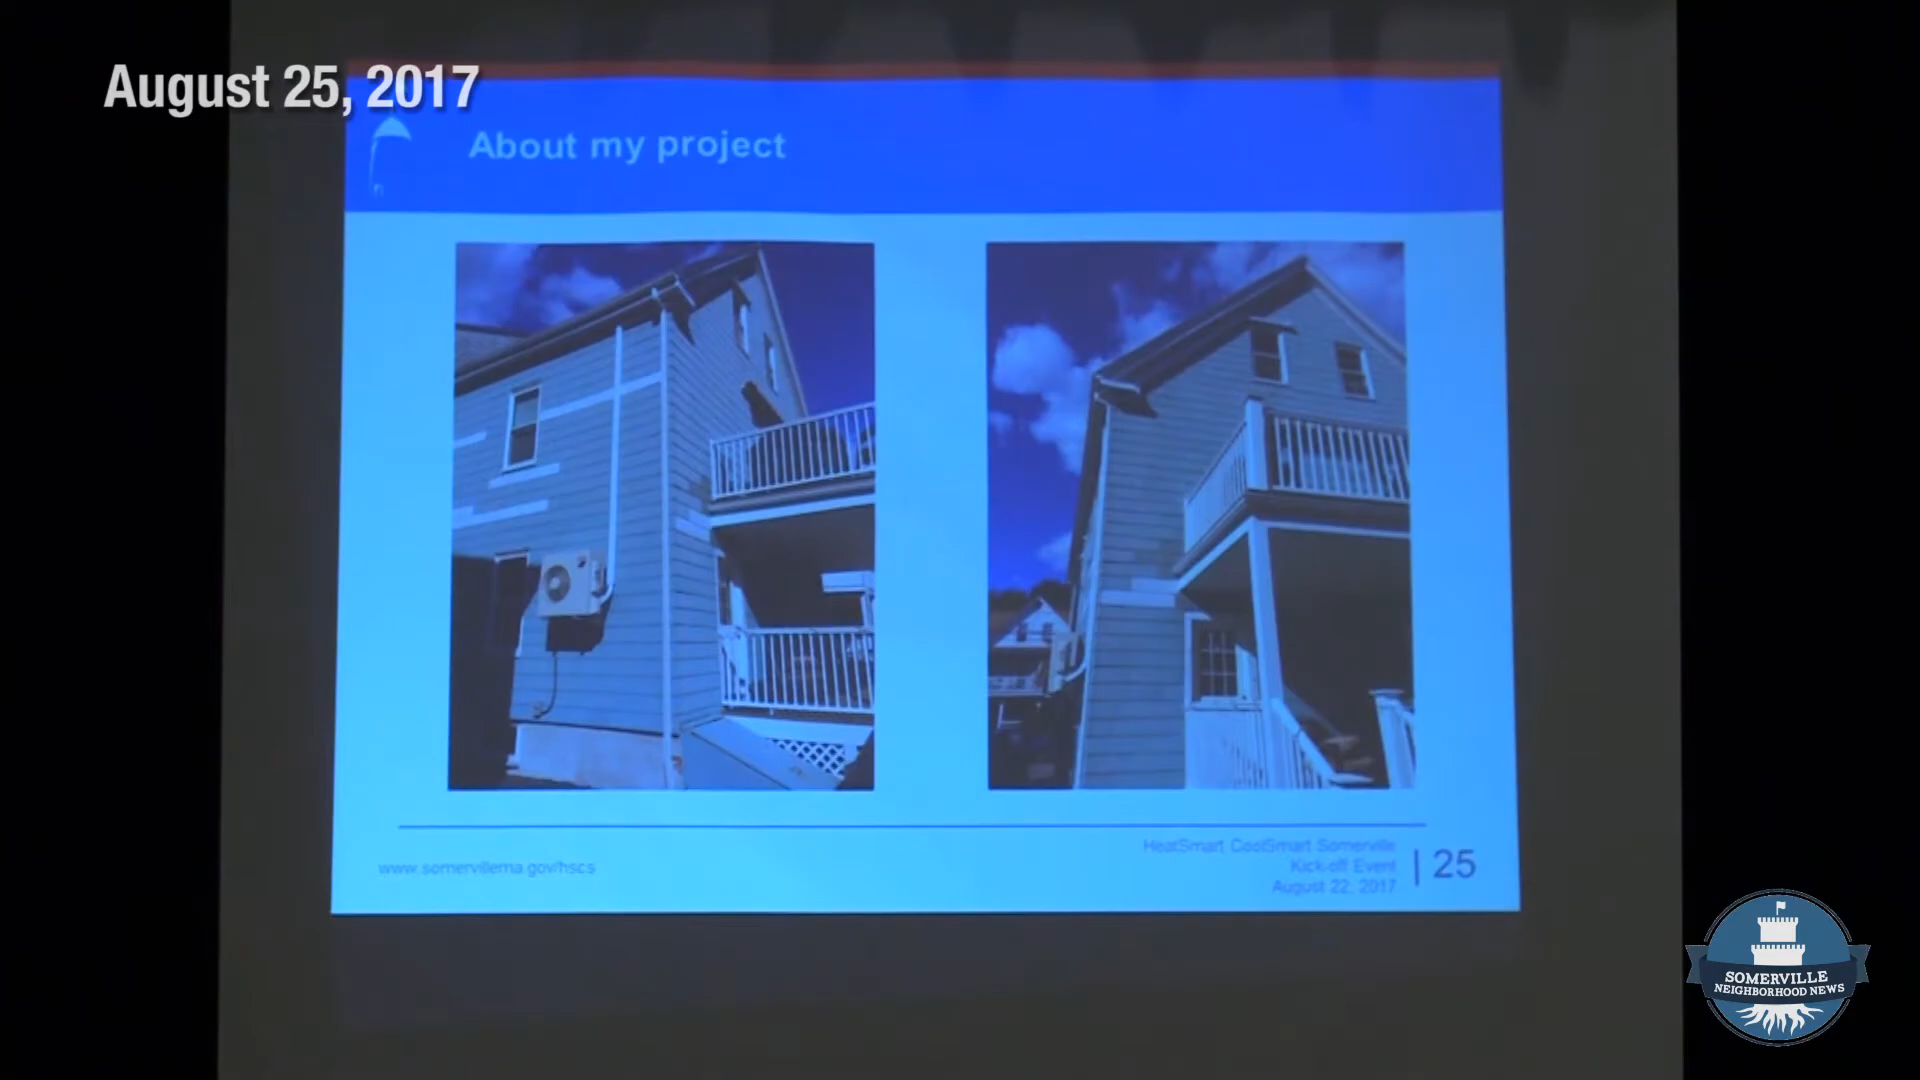 August 25, 2017
About my project
www.somervillema.gov/hscs
HeatSmart CoolSmart Somerville
Kick-off Event
August 22, 2017
25
SOMERVILLE
NEIGHBORHOOD NEWS